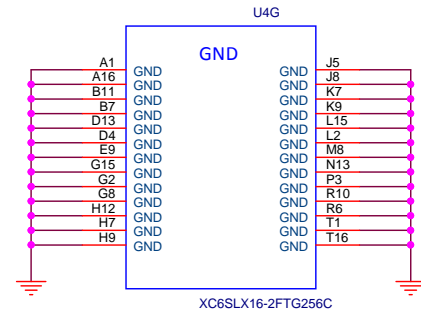 U4G
GND
A1 GND GND J5
A16 GND GND J8
B11 GND GND K7
B7 GND GND K9
D13 GND GND L15
D4 GND GND L2
E9 GND GND M8
G15 GND GND N13
G2 GND GND P3
G8 GND GND R10
H12 GND GND R6
H7 GND GND T1
H9 GND GND T16
XC6SLX16-2FTG256C